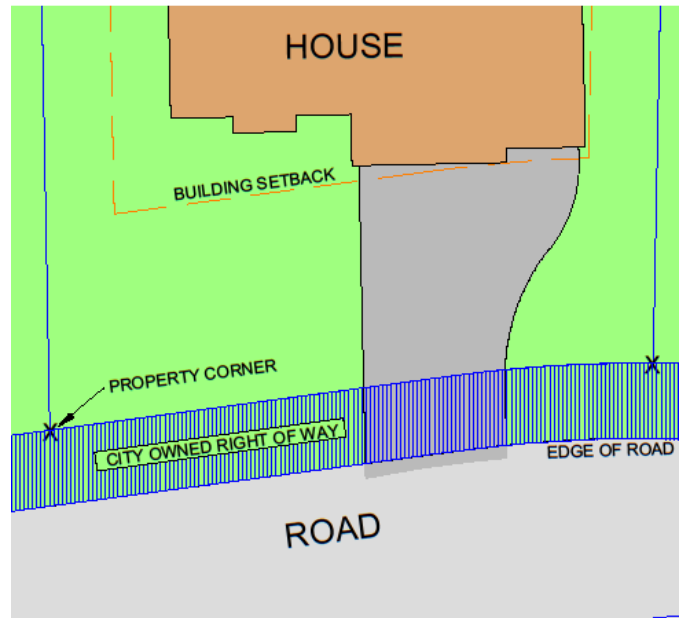 HOUSE
BUILDING SETBACK
PROPERTY CORNER
CITY OWNED RIGHT OF WAY
EDGE OF ROAD
ROAD